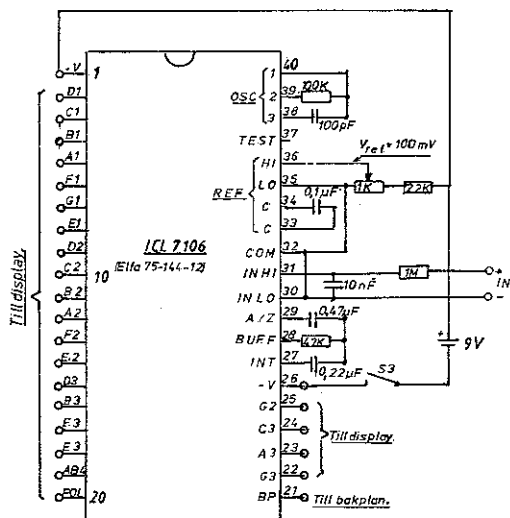 +V 1
D1
C1
B1
A1
F1
G1
E1
D2
C2 10
B2
A2
F2
E2
D3
B3
F3
E3
AB4
POL 20
Till display.
ICL 7106
(Elfa 75-144-12)
OSC
1 40
2 39 100K
3 38 100pF
TEST 37
REF.
HI 36 Vref = 100mV
LO 35 1K 22K
C 34 0,1µF
C 33
COM 32
IN HI 31 1M + IN
IN LO 30 10nF -
A/Z 29 0,47µF
BUFF 28 47K
INT 27 0,22µF
-V 26 S3
+ 9V
G2 25
C3 24
A3 23
G3 22
Till display.
BP 21 Till bakplan.